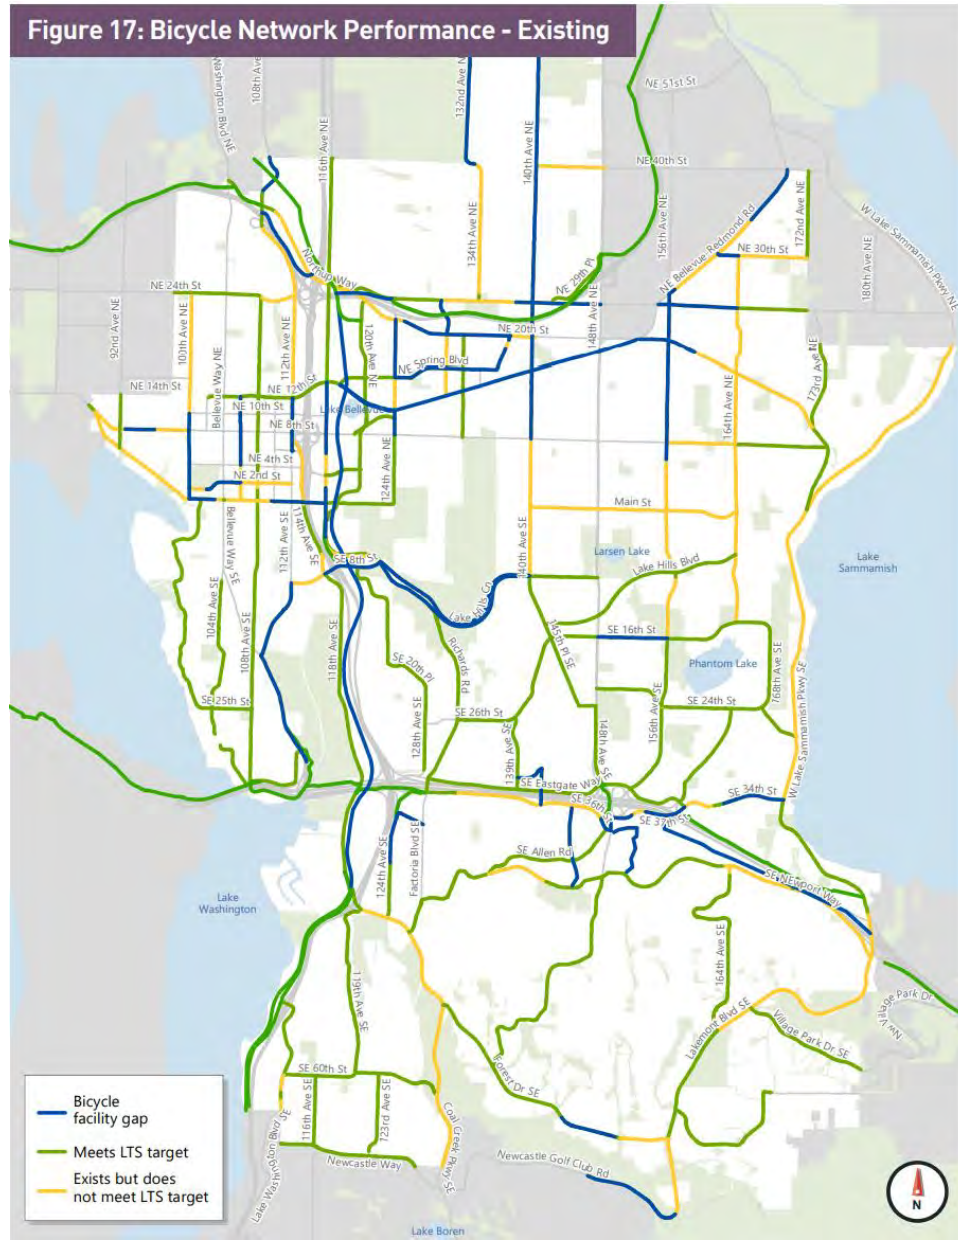 Figure 17: Bicycle Network Performance - Existing
Washington Blvd NE
108th Ave
116th Ave NE
132nd Ave N
140th Ave NE
NE 51st St
NE 40th St
134th Ave NE
156th Ave NE
NE Bellevue-Redmond Rd
172nd Ave NE
W Lake Sammamish Pkwy NE
NE 30th St
180th Ave NE
Northup Way
NE 29th Pl
NE 24th St
92nd Ave NE
100th Ave NE
112th Ave NE
120th Ave NE
NE 20th St
148th Ave NE
Bellevue Way NE
NE Spring Blvd
173rd Ave NE
NE 14th St
NE 12th St
164th Ave NE
NE 10th St
Lake Bellevue
NE 8th St
NE 4th St
124th Ave NE
NE 2nd St
Main St
Bellevue Way SE
112th Ave SE
114th Ave SE
140th Ave SE
Larsen Lake
SE 8th St
Lake Hills Blvd
Lake
Sammamish
104th Ave SE
108th Ave SE
Lake Hills C
145th Pl SE
SE 16th St
118th Ave SE
SE 20th Pl
Richards Rd
Phantom Lake
168th Ave SE
SE 25th St
SE 26th St
SE 24th St
128th Ave SE
139th Ave SE
148th Ave SE
156th Ave SE
W Lake Sammamish Pkwy SE
SE Eastgate Way
SE 34th St
SE 36th St
SE 37th St
124th Ave SE
Factoria Blvd SE
SE Allen Rd
SE NEwport Way
Lake
Washington
164th Ave SE
119th Ave SE
Lakemont Blvd SE
Village Park Dr SE
NW Village Park Dr
SE 60th St
Forest Dr SE
116th Ave SE
123rd Ave SE
Coal Creek Pkwy SE
Lake Washington Blvd SE
Newcastle Way
Newcastle Golf Club Rd
Lake Boren
Bicycle
facility gap
Meets LTS target
Exists but does
not meet LTS target
N